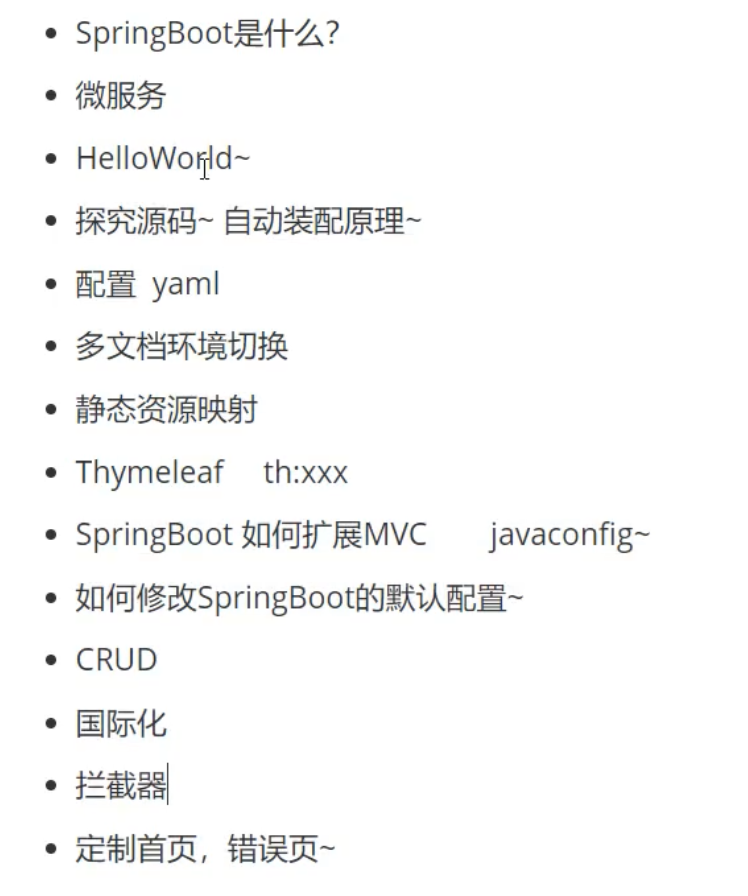 SpringBoot是什么？
微服务
HelloWorld~
探究源码~ 自动装配原理~
配置 yaml
多文档环境切换
静态资源映射
Thymeleaf th:xxx
SpringBoot 如何扩展MVC javaconfig~
如何修改SpringBoot的默认配置~
CRUD
国际化
拦截器
定制首页，错误页~